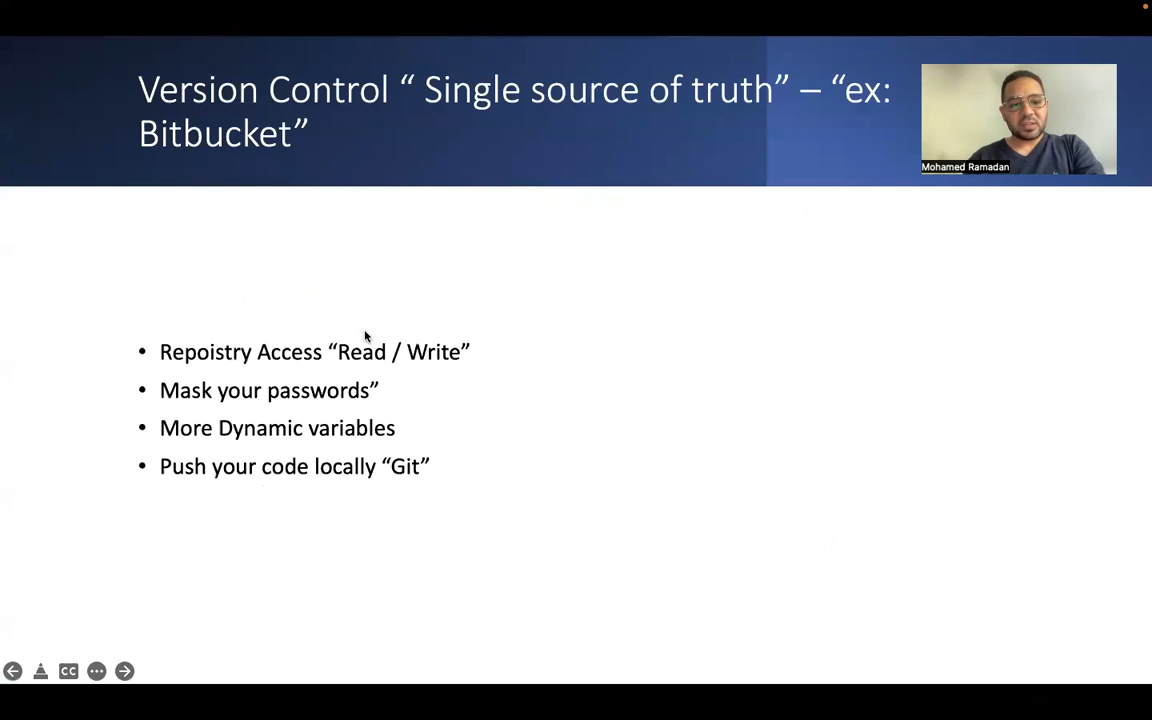 Version Control “ Single source of truth” – “ex:
Bitbucket”
Mohamed Ramadan
• Repoistry Access “Read / Write”
• Mask your passwords”
• More Dynamic variables
• Push your code locally “Git”
CC